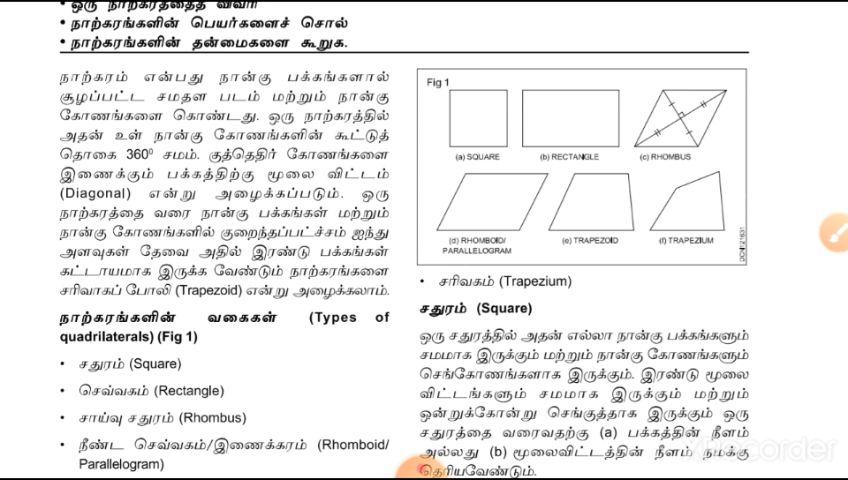 • ஒரு நாற்கரத்தைத் விவரி
• நாற்கரங்களின் பெயர்களைச் சொல்
• நாற்கரங்களின் தன்மைகளை கூறுக.
நாற்கரம் என்பது நான்கு பக்கங்களால்
சூழப்பட்ட சமதள படம் மற்றும் நான்கு
கோணங்களை கொண்டது. ஒரு நாற்கரத்தில்
அதன் உள் நான்கு கோணங்களின் கூட்டுத்
தொகை 360⁰ சமம். குத்தெதிர் கோணங்களை
இணைக்கும் பக்கத்திற்கு மூலை விட்டம்
(Diagonal) என்று அழைக்கப்படும். ஒரு
நாற்கரத்தை வரை நான்கு பக்கங்கள் மற்றும்
நான்கு கோணங்களில் குறைந்தப்பட்ச்சம் ஐந்து
அளவுகள் தேவை அதில் இரண்டு பக்கங்கள்
கட்டாயமாக இருக்க வேண்டும் நாற்கரங்களை
சரிவாகப் போலி (Trapezoid) என்று அழைக்கலாம்.
நாற்கரங்களின் வகைகள் (Types of
quadrilaterals) (Fig 1)
• சதுரம் (Square)
• செவ்வகம் (Rectangle)
• சாய்வு சதுரம் (Rhombus)
• நீண்ட செவ்வகம்/இணைக்கரம் (Rhomboid/
Parallelogram)
Fig 1
(a) SQUARE
(b) RECTANGLE
(c) RHOMBUS
(d) RHOMBOID/
PARALLELOGRAM
(e) TRAPEZOID
(f) TRAPEZIUM
• சரிவகம் (Trapezium)
சதுரம் (Square)
ஒரு சதுரத்தில் அதன் எல்லா நான்கு பக்கங்களும்
சமமாக இருக்கும் மற்றும் நான்கு கோணங்களும்
செங்கோணங்களாக இருக்கும். இரண்டு மூலை
விட்டங்களும் சமமாக இருக்கும் மற்றும்
ஒன்றுக்கோன்று செங்குத்தாக இருக்கும் ஒரு
சதுரத்தை வரைவதற்கு (a) பக்கத்தின் நீளம்
அல்லது (b) மூலைவிட்டத்தின் நீளம் நமக்கு
தெரியவேண்டும்.